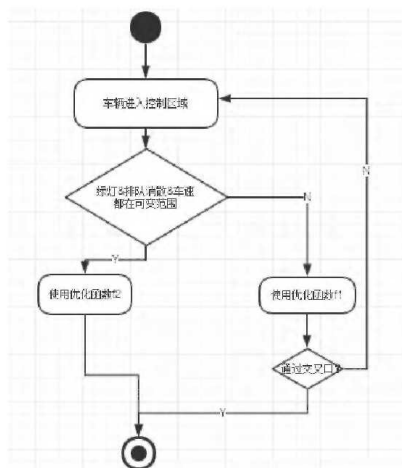 车辆进入控制区域
绿灯&排队消散&车速
都在可变范围
N
N
Y
使用优化函数f2
使用优化函数f1
通过交叉口?
Y